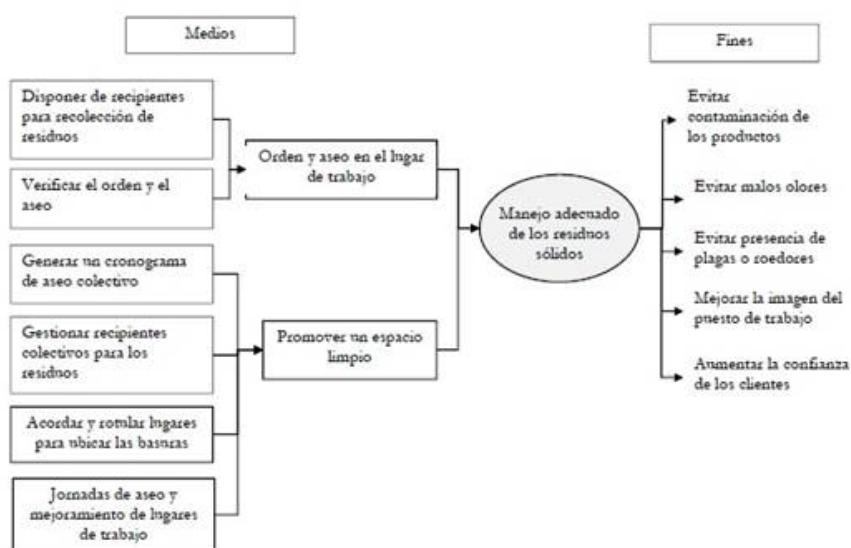 Medios
Fines
Disponer de recipientes
para recolección de
residuos
Verificar el orden y el
aseo
Generar un cronograma
de aseo colectivo
Gestionar recipientes
colectivos para los
residuos
Acordar y rotular lugares
para ubicar las basuras
Jornadas de aseo y
mejoramiento de lugares
de trabajo
Orden y aseo en el lugar
de trabajo
Promover un espacio
limpio
Manejo adecuado
de los residuos
sólidos
Evitar
contaminación de
los productos
Evitar malos olores
Evitar presencia de
plagas o roedores
Mejorar la imagen del
puesto de trabajo
Aumentar la confianza
de los clientes